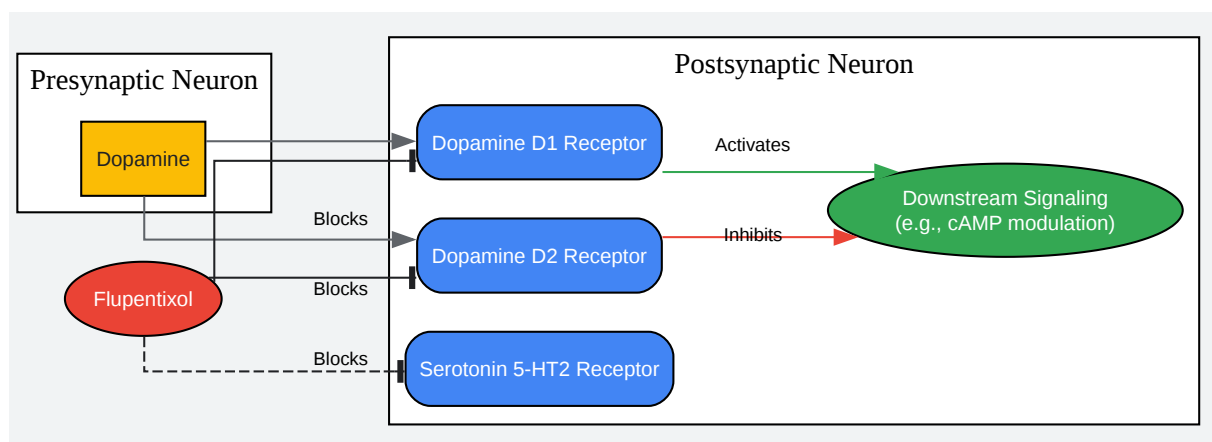 Presynaptic Neuron
Postsynaptic Neuron
Dopamine
Dopamine D1 Receptor
Activates
Downstream Signaling
(e.g., cAMP modulation)
Blocks
Dopamine D2 Receptor
Inhibits
Flupentixol
Blocks
Blocks
Serotonin 5-HT2 Receptor